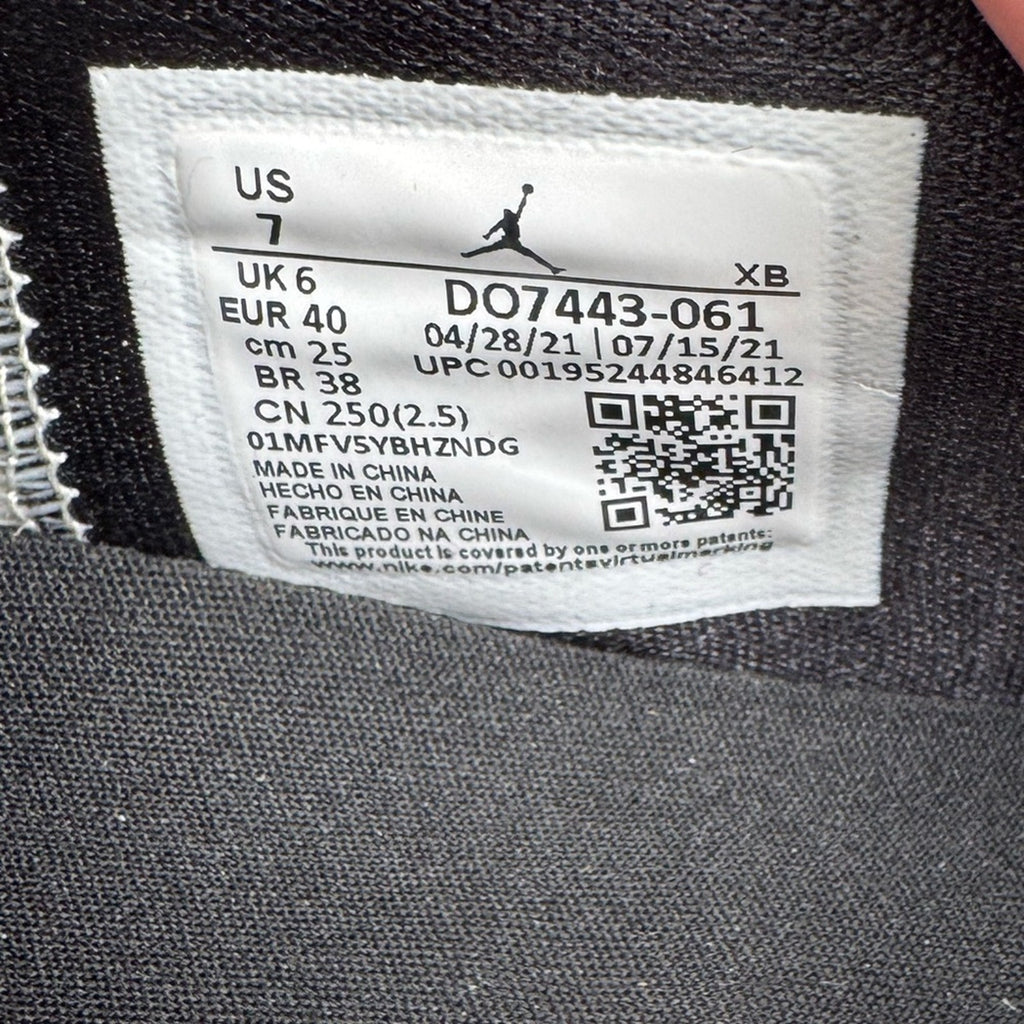 US
7
XB
UK 6
DO7443-061
EUR 40
04/28/21 | 07/15/21
cm 25
UPC 00195244846412
BR 38
CN 250(2.5)
01MFV5YBHZNDG
MADE IN CHINA
HECHO EN CHINA
FABRIQUE EN CHINE
FABRICADO NA CHINA
This product is covered by one or more patents:
www.nike.com/patentsvirtualmarking